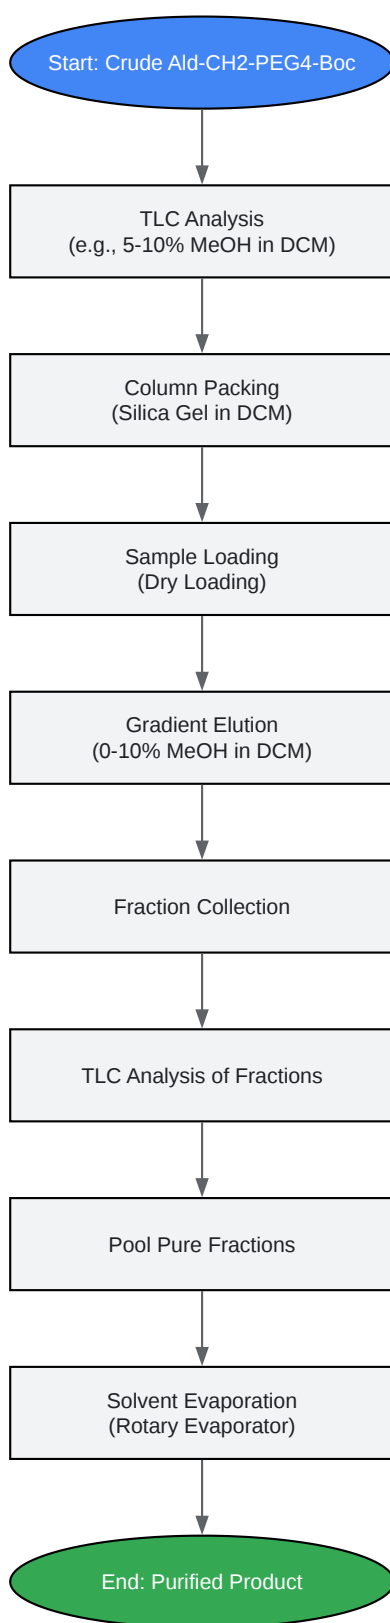 Start: Crude Ald-CH2-PEG4-Boc
TLC Analysis
(e.g., 5-10% MeOH in DCM)
Column Packing
(Silica Gel in DCM)
Sample Loading
(Dry Loading)
Gradient Elution
(0-10% MeOH in DCM)
Fraction Collection
TLC Analysis of Fractions
Pool Pure Fractions
Solvent Evaporation
(Rotary Evaporator)
End: Purified Product